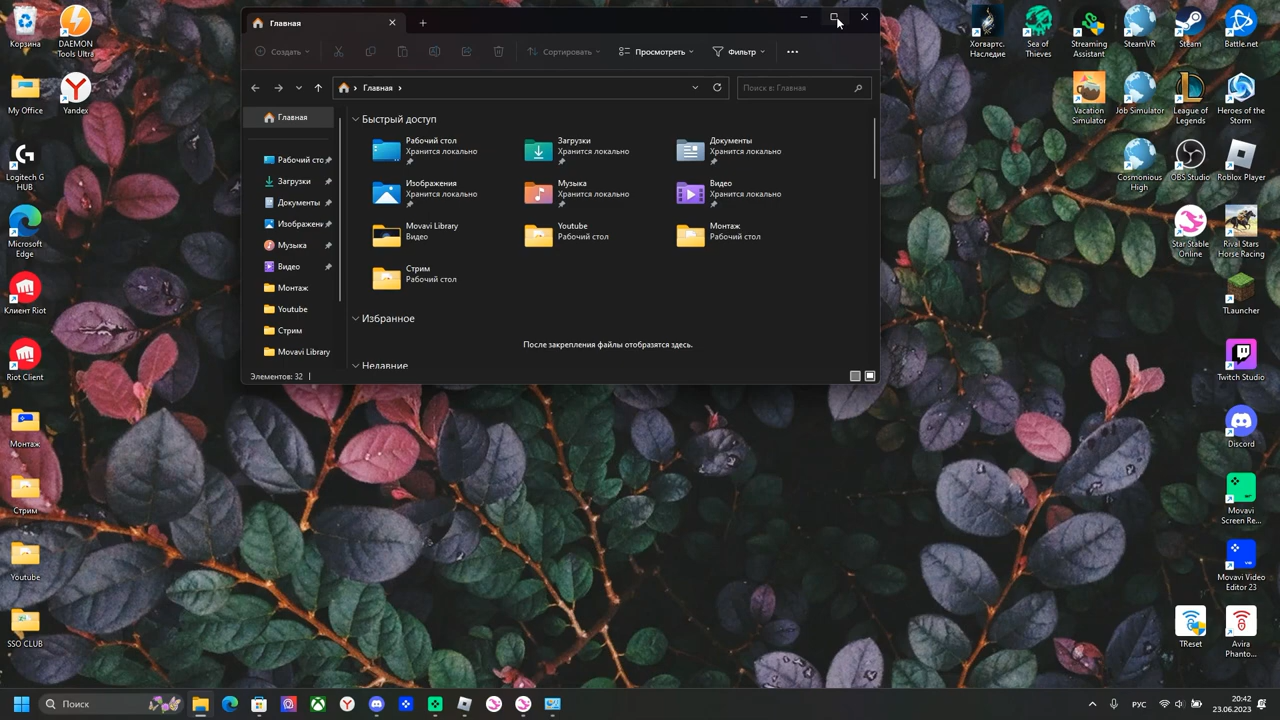 Корзина
DAEMON
Tools Ultra
My Office
Yandex
Logitech G
HUB
Microsoft
Edge
Клиент Riot
Riot Client
Монтаж
Стрим
Youtube
SSO CLUB
Главная
Создать
Сортировать
Просмотреть
Фильтр
Главная
Поиск в: Главная
Главная
Рабочий сто
Загрузки
Документы
Изображени
Музыка
Видео
Монтаж
Youtube
Стрим
Movavi Library
Быстрый доступ
Рабочий стол
Хранится локально
Загрузки
Хранится локально
Документы
Хранится локально
Изображения
Хранится локально
Музыка
Хранится локально
Видео
Хранится локально
Movavi Library
Видео
Youtube
Рабочий стол
Монтаж
Рабочий стол
Стрим
Рабочий стол
Избранное
После закрепления файлы отобразятся здесь.
Недавние
Элементов: 32
Хогвартс.
Наследие
Sea of
Thieves
Streaming
Assistant
SteamVR
Steam
Battle.net
Vacation
Simulator
Job Simulator
League of
Legends
Heroes of the
Storm
Cosmonious
High
OBS Studio
Roblox Player
Star Stable
Online
Rival Stars
Horse Racing
TLauncher
Twitch Studio
Discord
Movavi
Screen Re...
Movavi Video
Editor 23
TReset
Avira
Phanto...
Поиск
РУС
20:42
23.06.2023